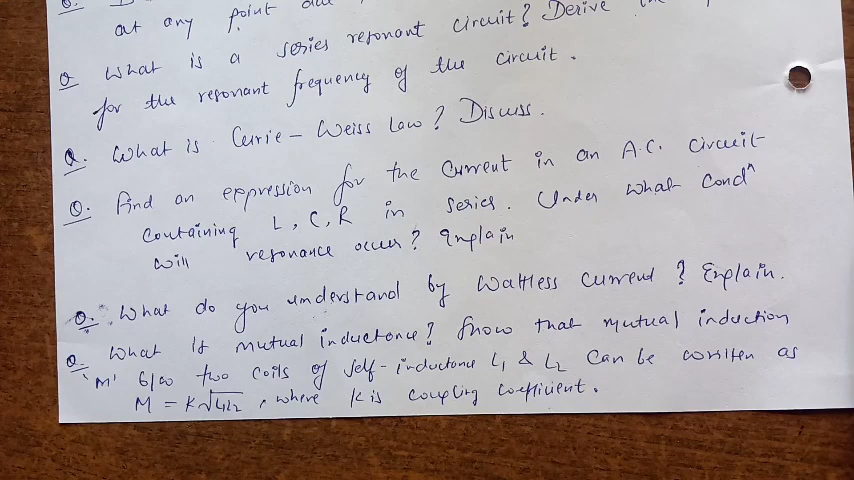 Q.
at any point due
Q What is a series resonant circuit? Derive
for the resonant frequency of the circuit.
Q. What is Curie-Weiss Law? Discuss.
Q. Find an expression for the current in an A.C. circuit
containing L, C, R in series. Under what condⁿ
will resonance occur? Explain
Q. What do you understand by Wattless current? Explain.
Q What is mutual inductance? Show that mutual induction
'M' b/w two coils of self-inductance L₁ & L₂ can be written as
M = K√L₁L₂, where K is coupling coefficient.